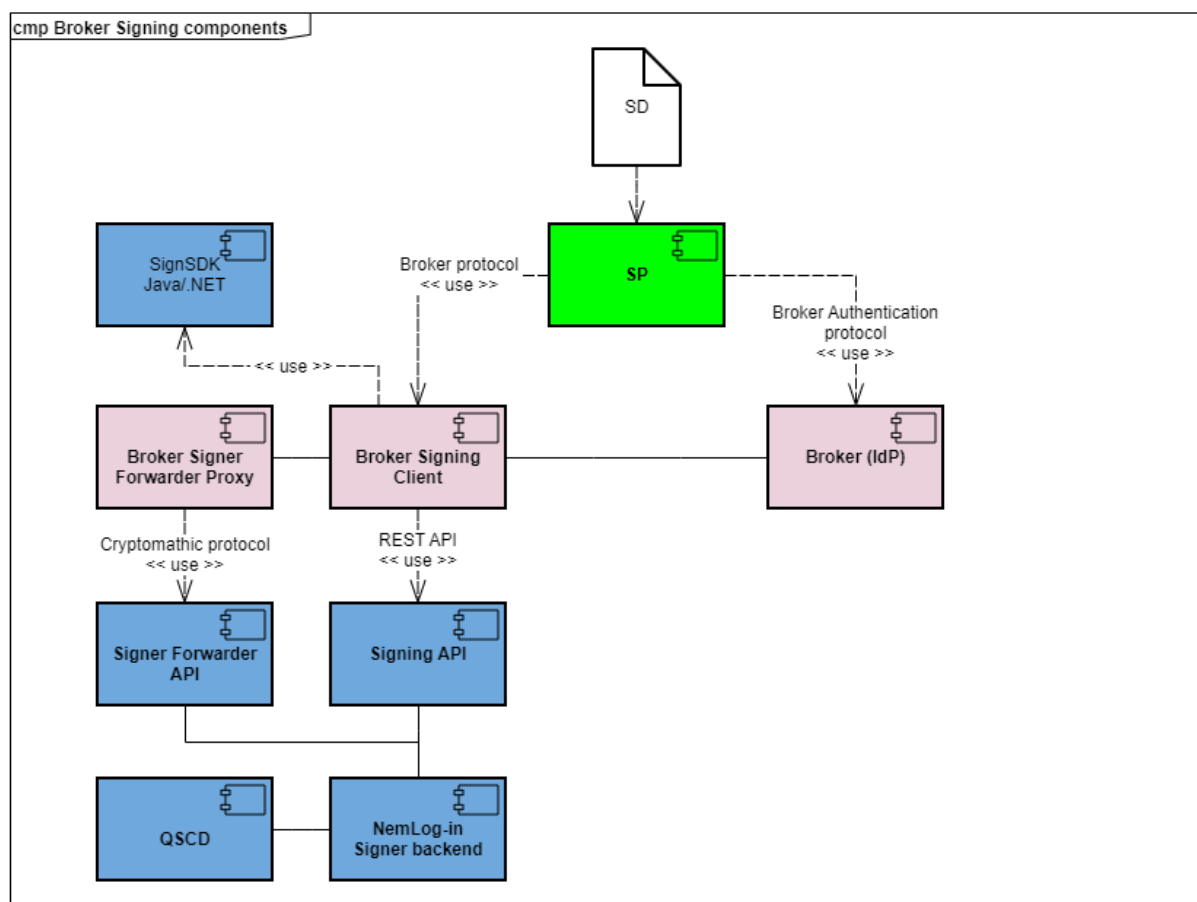 cmp Broker Signing components
SD
SignSDK
Java/.NET
Broker protocol
<< use >>
SP
Broker Authentication
protocol
<< use >>
<< use >>
Broker Signer
Forwarder Proxy
Broker Signing
Client
Broker (IdP)
Cryptomathic protocol
<< use >>
REST API
<< use >>
Signer Forwarder
API
Signing API
QSCD
NemLog-in
Signer backend